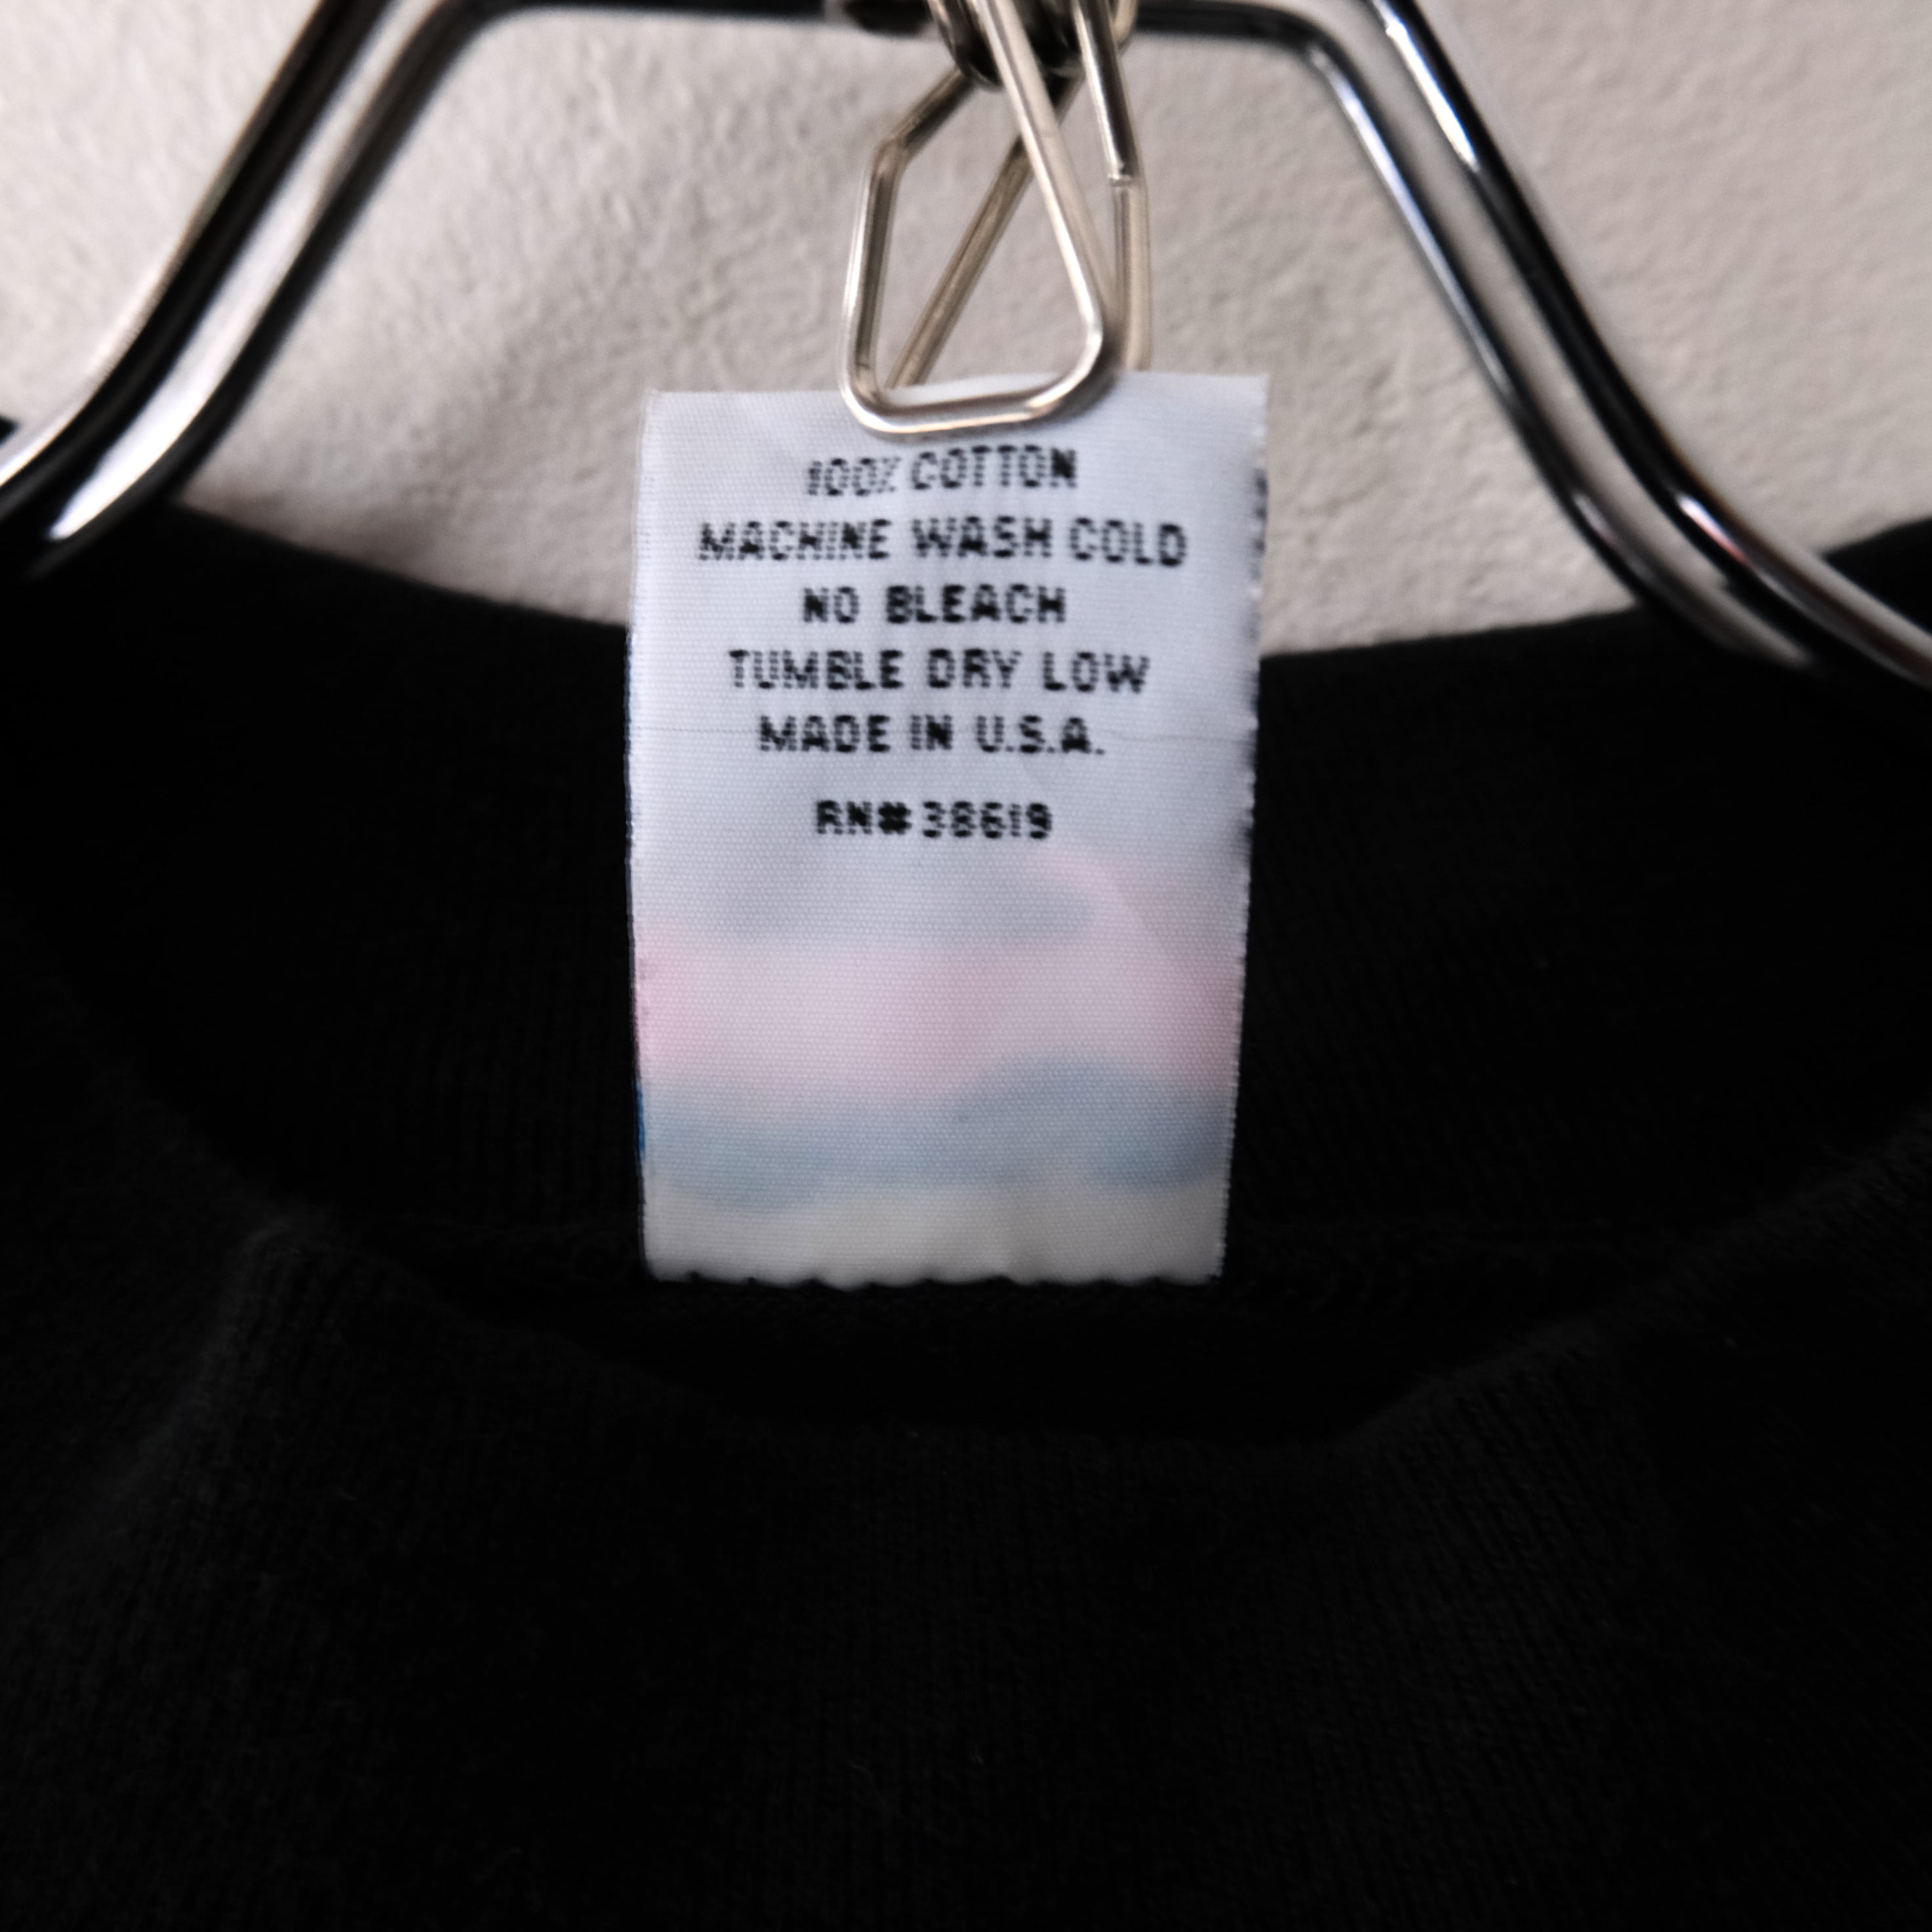 100% COTTON
MACHINE WASH COLD
NO BLEACH
TUMBLE DRY LOW
MADE IN U.S.A.
RN# 38619